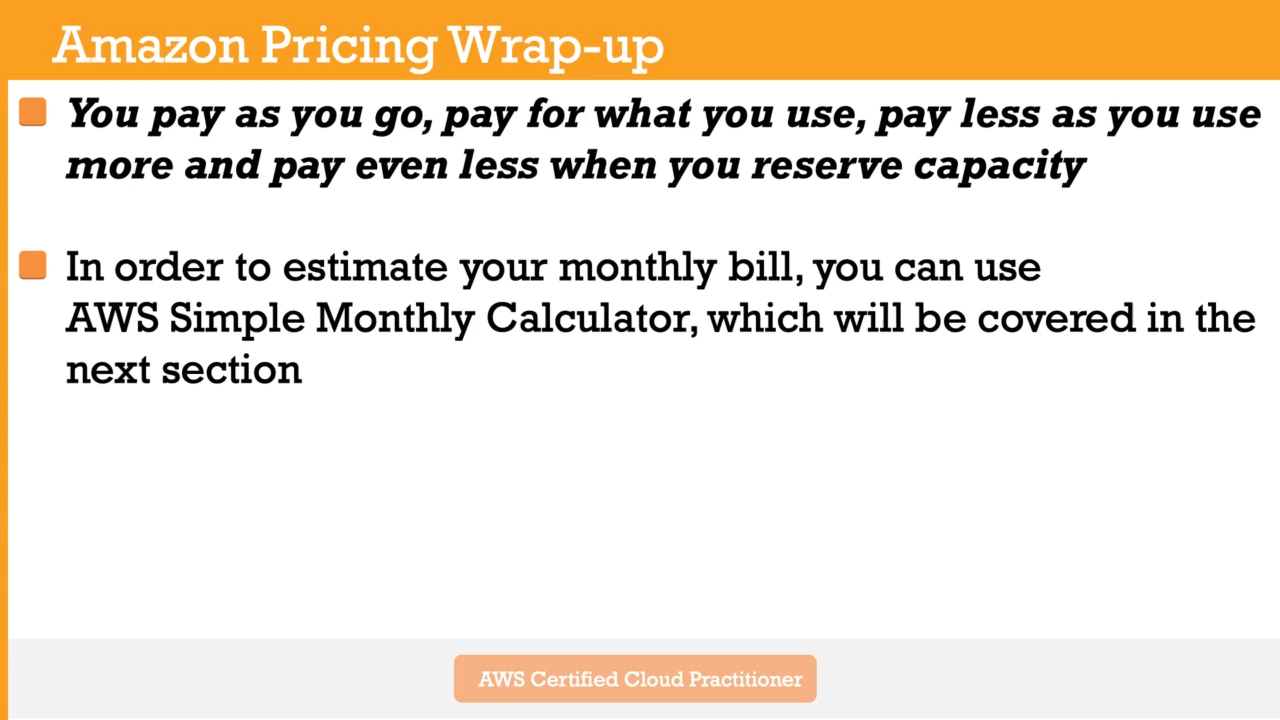 Amazon Pricing Wrap-up
You pay as you go, pay for what you use, pay less as you use
more and pay even less when you reserve capacity
In order to estimate your monthly bill, you can use
AWS Simple Monthly Calculator, which will be covered in the
next section
AWS Certified Cloud Practitioner